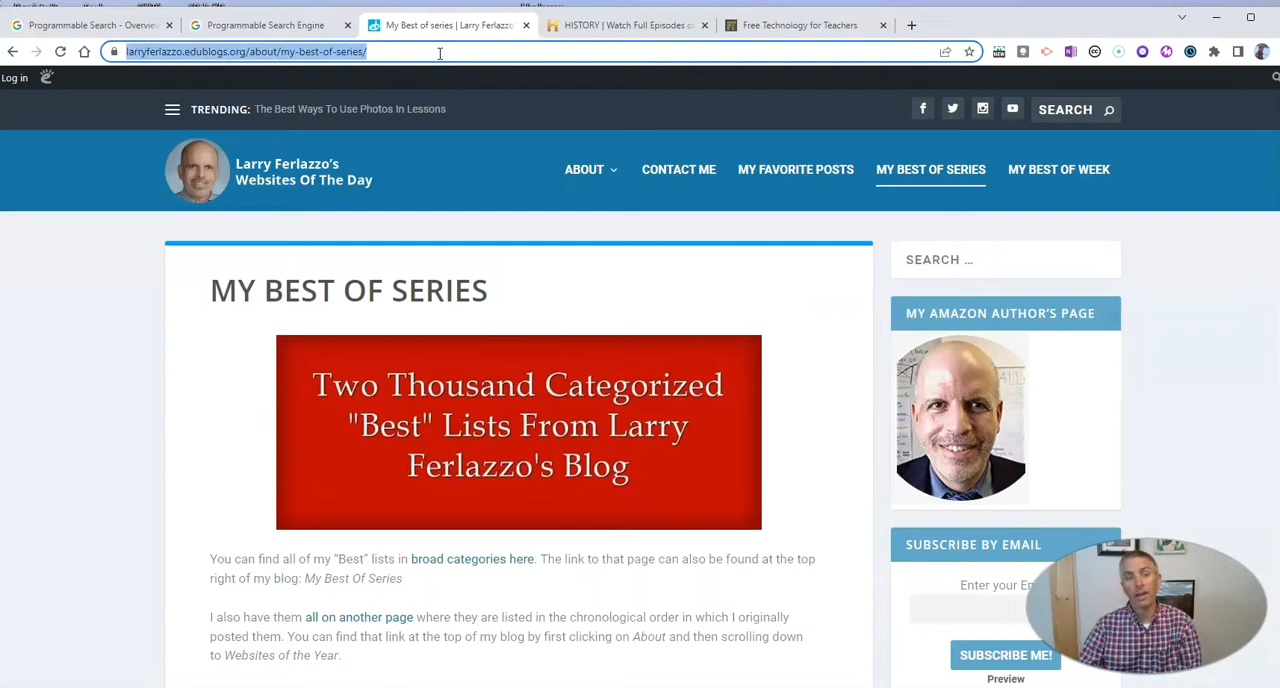 Programmable Search - Overvie
Programmable Search Engine
My Best of series | Larry Ferlazzo
HISTORY | Watch Full Episodes o
Free Technology for Teachers
larryferlazzo.edublogs.org/about/my-best-of-series/
Log in
TRENDING: The Best Ways To Use Photos In Lessons
SEARCH
Larry Ferlazzo's
Websites Of The Day
ABOUT
CONTACT ME
MY FAVORITE POSTS
MY BEST OF SERIES
MY BEST OF WEEK
MY BEST OF SERIES
Two Thousand Categorized
"Best" Lists From Larry
Ferlazzo's Blog
You can find all of my “Best” lists in broad categories here. The link to that page can also be found at the top
right of my blog: My Best Of Series
I also have them all on another page where they are listed in the chronological order in which I originally
posted them. You can find that link at the top of my blog by first clicking on About and then scrolling down
to Websites of the Year.
SEARCH …
MY AMAZON AUTHOR'S PAGE
SUBSCRIBE BY EMAIL
Enter your Em
SUBSCRIBE ME!
Preview